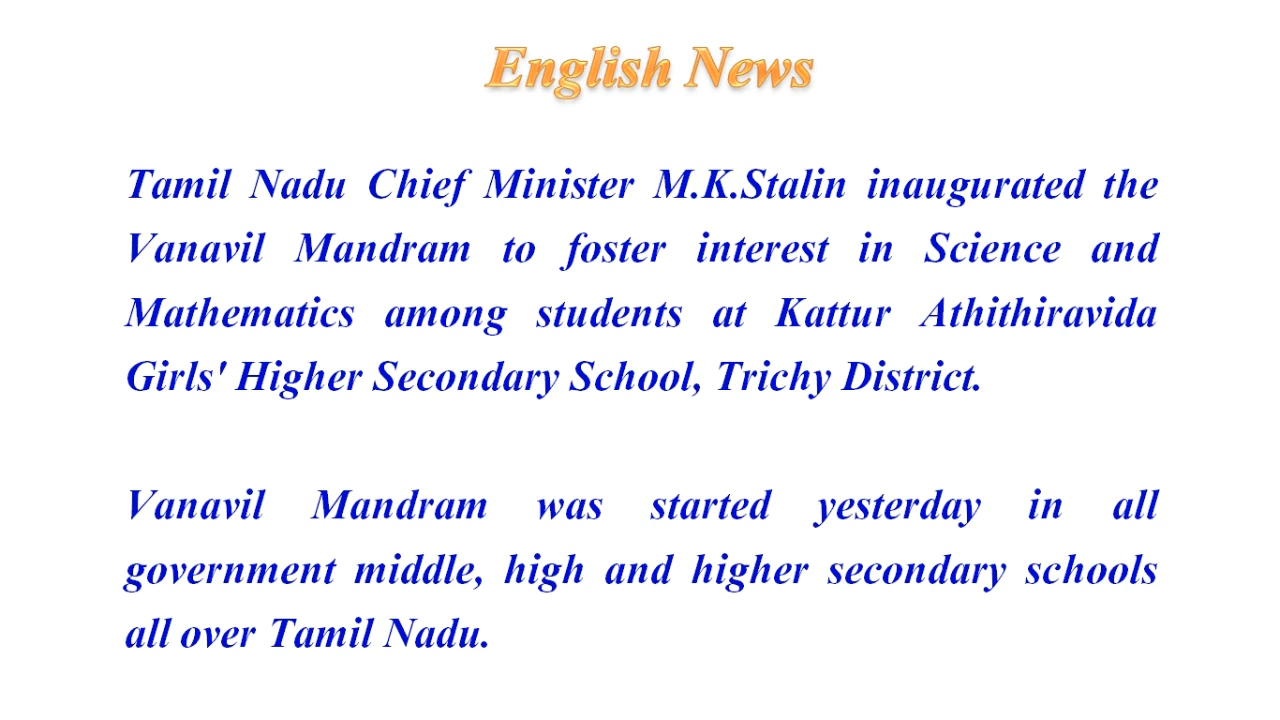 English News
Tamil Nadu Chief Minister M.K.Stalin inaugurated the
Vanavil Mandram to foster interest in Science and
Mathematics among students at Kattur Athithiravida
Girls' Higher Secondary School, Trichy District.
Vanavil Mandram was started yesterday in all
government middle, high and higher secondary schools
all over Tamil Nadu.